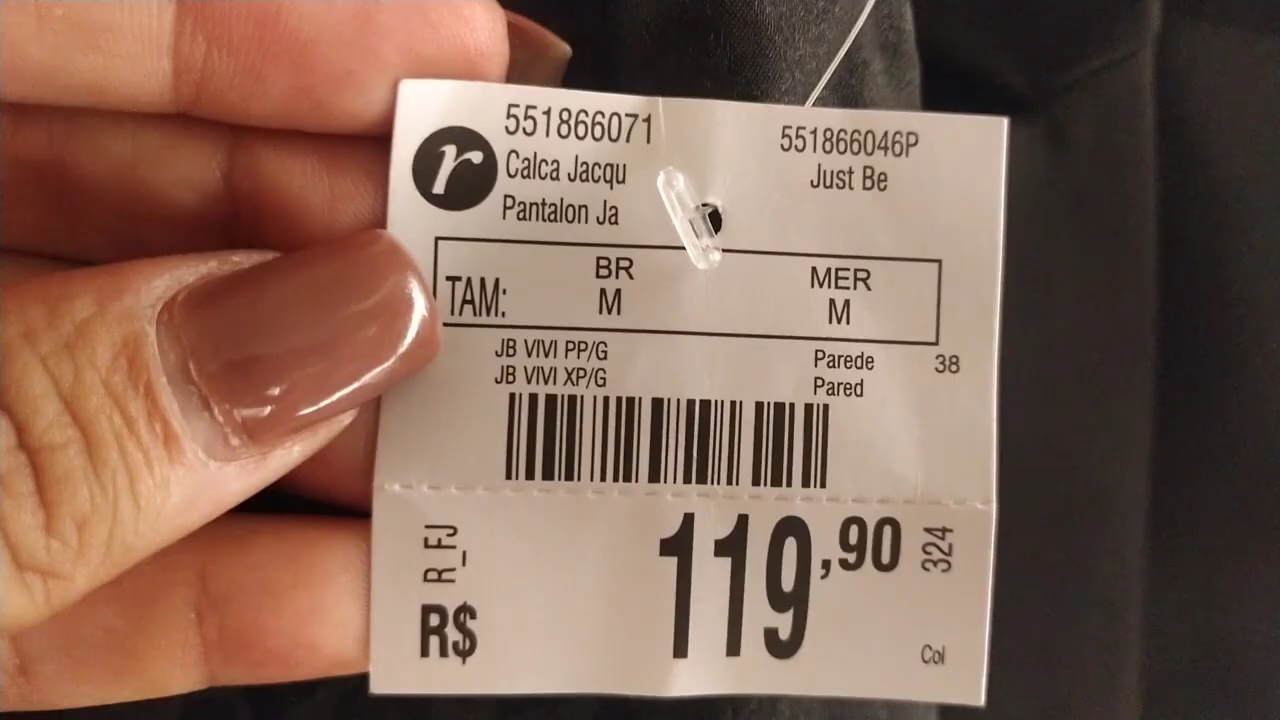 r
551866071
551866046P
Calca Jacqu
Just Be
Pantalon Ja
TAM:
BR
MER
M
M
JB VIVI PP/G
Parede
38
JB VIVI XP/G
Pared
R_FJ
R$
119,90
324
Col